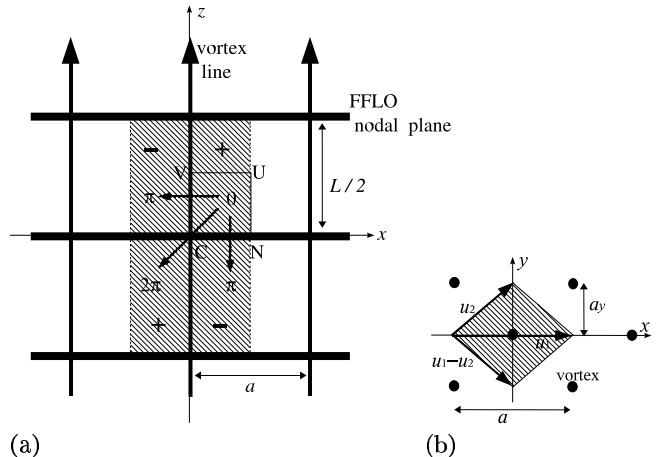 z
vortex
line
FFLO
nodal plane
− +
V U
π 0
L / 2
x
C N
2π π
+ −
a
(a)
y
u2
ay
x
u1
u1−u2
vortex
a
(b)